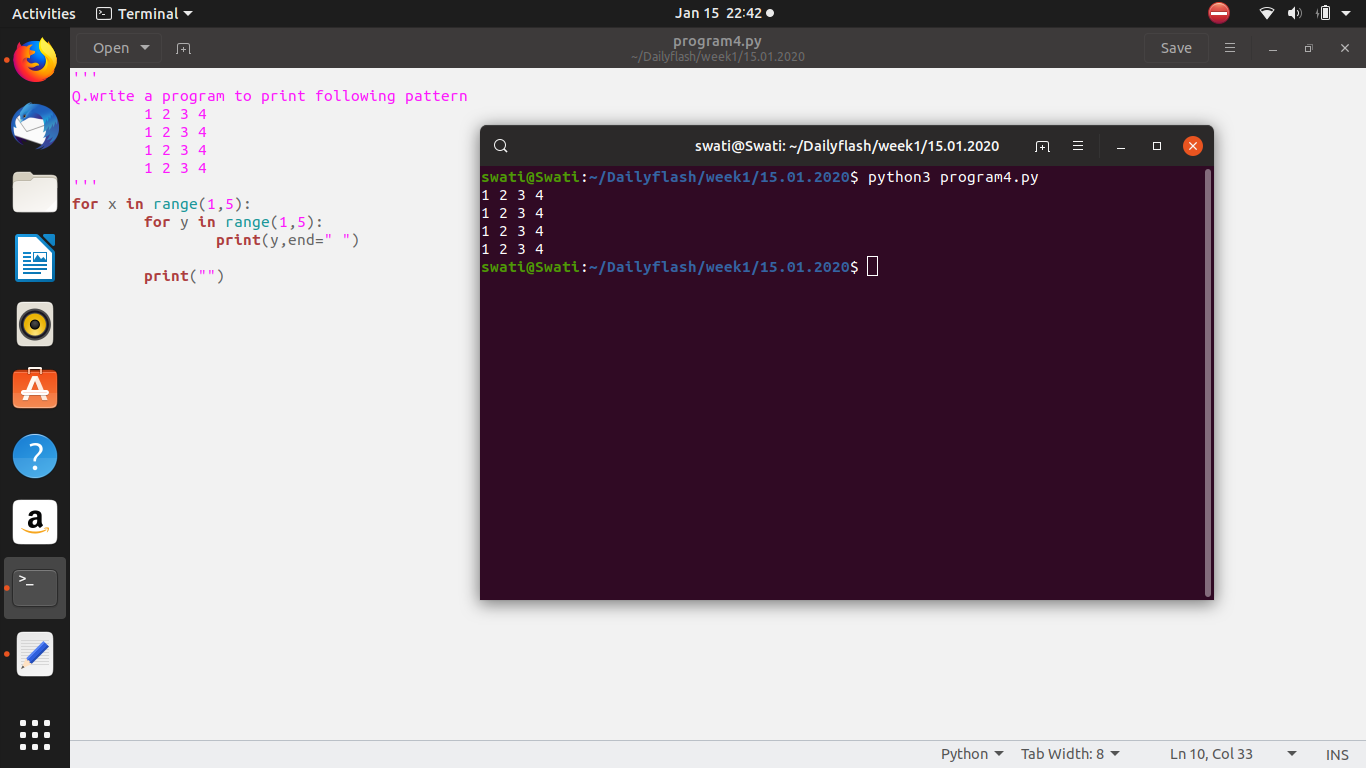 Activities Terminal Jan 15 22:42
Open program4.py Save
~/Dailyflash/week1/15.01.2020
'''
Q.write a program to print following pattern
1 2 3 4
1 2 3 4
1 2 3 4
1 2 3 4
'''
for x in range(1,5):
for y in range(1,5):
print(y,end=" ")
print("")
swati@Swati: ~/Dailyflash/week1/15.01.2020
swati@Swati:~/Dailyflash/week1/15.01.2020$ python3 program4.py
1 2 3 4
1 2 3 4
1 2 3 4
1 2 3 4
swati@Swati:~/Dailyflash/week1/15.01.2020$
?
a
>_
Python Tab Width: 8 Ln 10, Col 33 INS